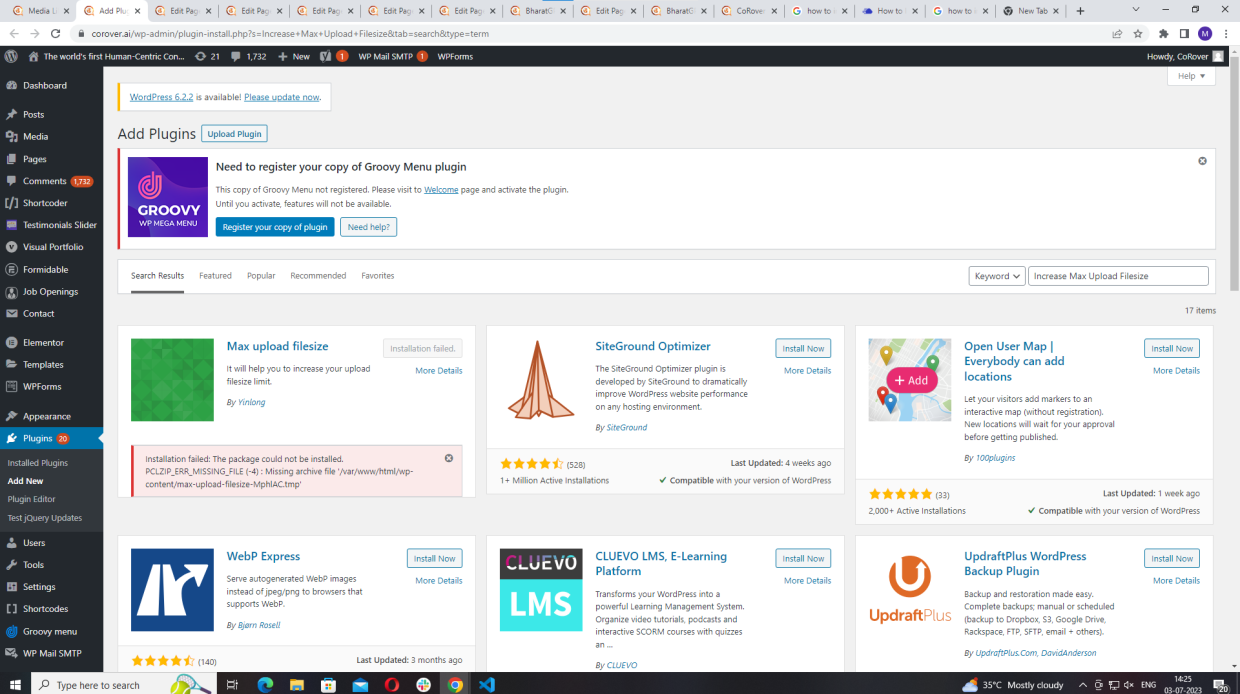 Media Li
Add Plug
Edit Page
Edit Page
Edit Page
Edit Page
Edit Page
BharatG
Edit Page
BharatG
CoRover
how to
How to
how to
New Tab
corover.ai/wp-admin/plugin-install.php?s=Increase+Max+Upload+Filesize&tab=search&type=term
M
The world's first Human-Centric Con...
21
1,732
New
1
WP Mail SMTP
1
WPForms
Howdy, CoRover
Dashboard
Posts
Media
Pages
Comments 1,732
Shortcoder
Testimonials Slider
Visual Portfolio
Formidable
Job Openings
Contact
Elementor
Templates
WPForms
Appearance
Plugins 20
Installed Plugins
Add New
Plugin Editor
Test jQuery Updates
Users
Tools
Settings
Shortcodes
Groovy menu
WP Mail SMTP
Help
WordPress 6.2.2 is available! Please update now.
Add Plugins
Upload Plugin
GROOVY
WP MEGA MENU
Need to register your copy of Groovy Menu plugin
This copy of Groovy Menu not registered. Please visit to Welcome page and activate the plugin.
Until you activate, features will not be available.
Register your copy of plugin
Need help?
Search Results
Featured
Popular
Recommended
Favorites
Keyword
Increase Max Upload Filesize
17 items
Max upload filesize
Installation failed.
More Details
It will help you to increase your upload
filesize limit.
By Yinlong
Installation failed: The package could not be installed.
PCLZIP_ERR_MISSING_FILE (-4) : Missing archive file '/var/www/html/wp-
content/max-upload-filesize-MphlAC.tmp'
SiteGround Optimizer
Install Now
More Details
The SiteGround Optimizer plugin is
developed by SiteGround to dramatically
improve WordPress website performance
on any hosting environment.
By SiteGround
(528)
Last Updated: 4 weeks ago
1+ Million Active Installations
Compatible with your version of WordPress
+ Add
Open User Map |
Everybody can add
locations
Install Now
More Details
Let your visitors add markers to an
interactive map (without registration).
New locations will wait for your approval
before getting published.
By 100plugins
(33)
Last Updated: 1 week ago
2,000+ Active Installations
Compatible with your version of WordPress
WebP Express
Install Now
More Details
Serve autogenerated WebP images
instead of jpeg/png to browsers that
supports WebP.
By Bjørn Rosell
(140)
Last Updated: 3 months ago
CLUEVO
LMS
CLUEVO LMS, E-Learning
Platform
Install Now
More Details
Transforms your WordPress into a
powerful Learning Management System.
Organize video tutorials, podcasts and
interactive SCORM courses with quizzes
an ...
By CLUEVO
UpdraftPlus
UpdraftPlus WordPress
Backup Plugin
Install Now
More Details
Backup and restoration made easy.
Complete backups; manual or scheduled
(backup to Dropbox, S3, Google Drive,
Rackspace, FTP, SFTP, email + others).
By UpdraftPlus.Com, DavidAnderson
Type here to search
35°C Mostly cloudy
ENG
14:25
03-07-2023
20